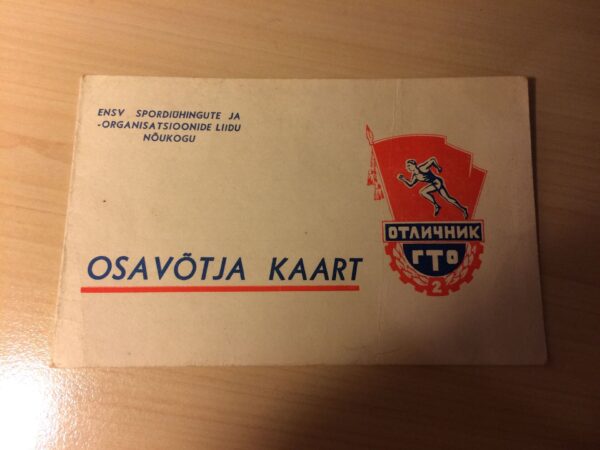 ENSV SPORDIÜHINGUTE JA
-ORGANISATSIOONIDE LIIDU
NÕUKOGU
OSAVÕTJA KAART
ОТЛИЧНИК
ГТО
2